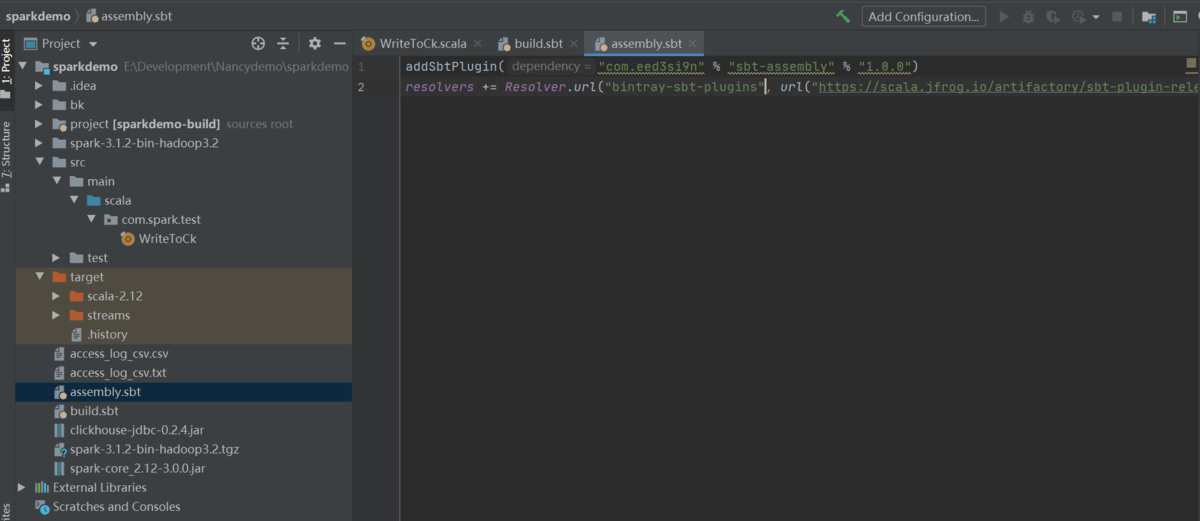 sparkdemo assembly.sbt Add Configuration...
Project WriteToCk.scala build.sbt assembly.sbt
1: Project
7: Structure
sparkdemo E:\Development\Nancydemo\sparkdemo
.idea
bk
project [sparkdemo-build] sources root
spark-3.1.2-bin-hadoop3.2
src
main
scala
com.spark.test
WriteToCk
test
target
scala-2.12
streams
.history
access_log_csv.csv
access_log_csv.txt
assembly.sbt
build.sbt
clickhouse-jdbc-0.2.4.jar
spark-3.1.2-bin-hadoop3.2.tgz
spark-core_2.12-3.0.0.jar
External Libraries
Scratches and Consoles
1 addSbtPlugin( dependency = "com.eed3si9n" % "sbt-assembly" % "1.0.0")
2 resolvers += Resolver.url("bintray-sbt-plugins", url("https://scala.jfrog.io/artifactory/sbt-plugin-rele